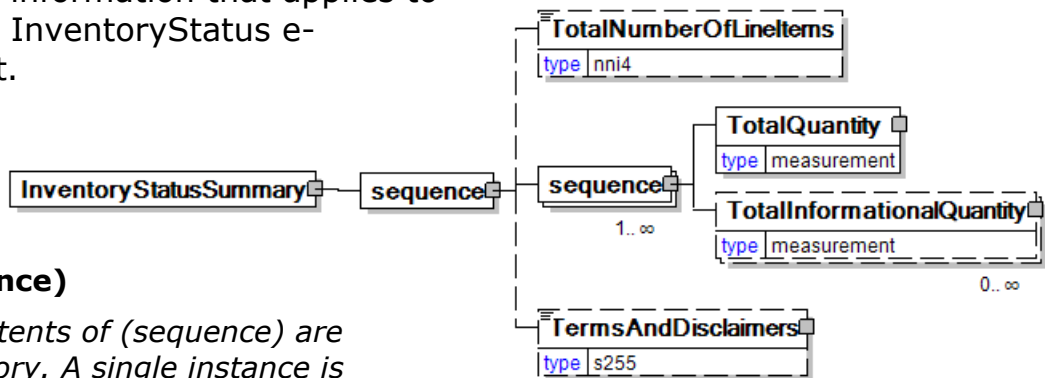 information that applies to
InventoryStatus e-
t.
TotalNumberOfLineItems
type nni4
TotalQuantity
type measurement
InventoryStatusSummary
sequence
sequence
1.. ∞
TotalInformationalQuantity
type measurement
0.. ∞
nce)
tents of (sequence) are
ory. A single instance is
TermsAndDisclaimers
type s255